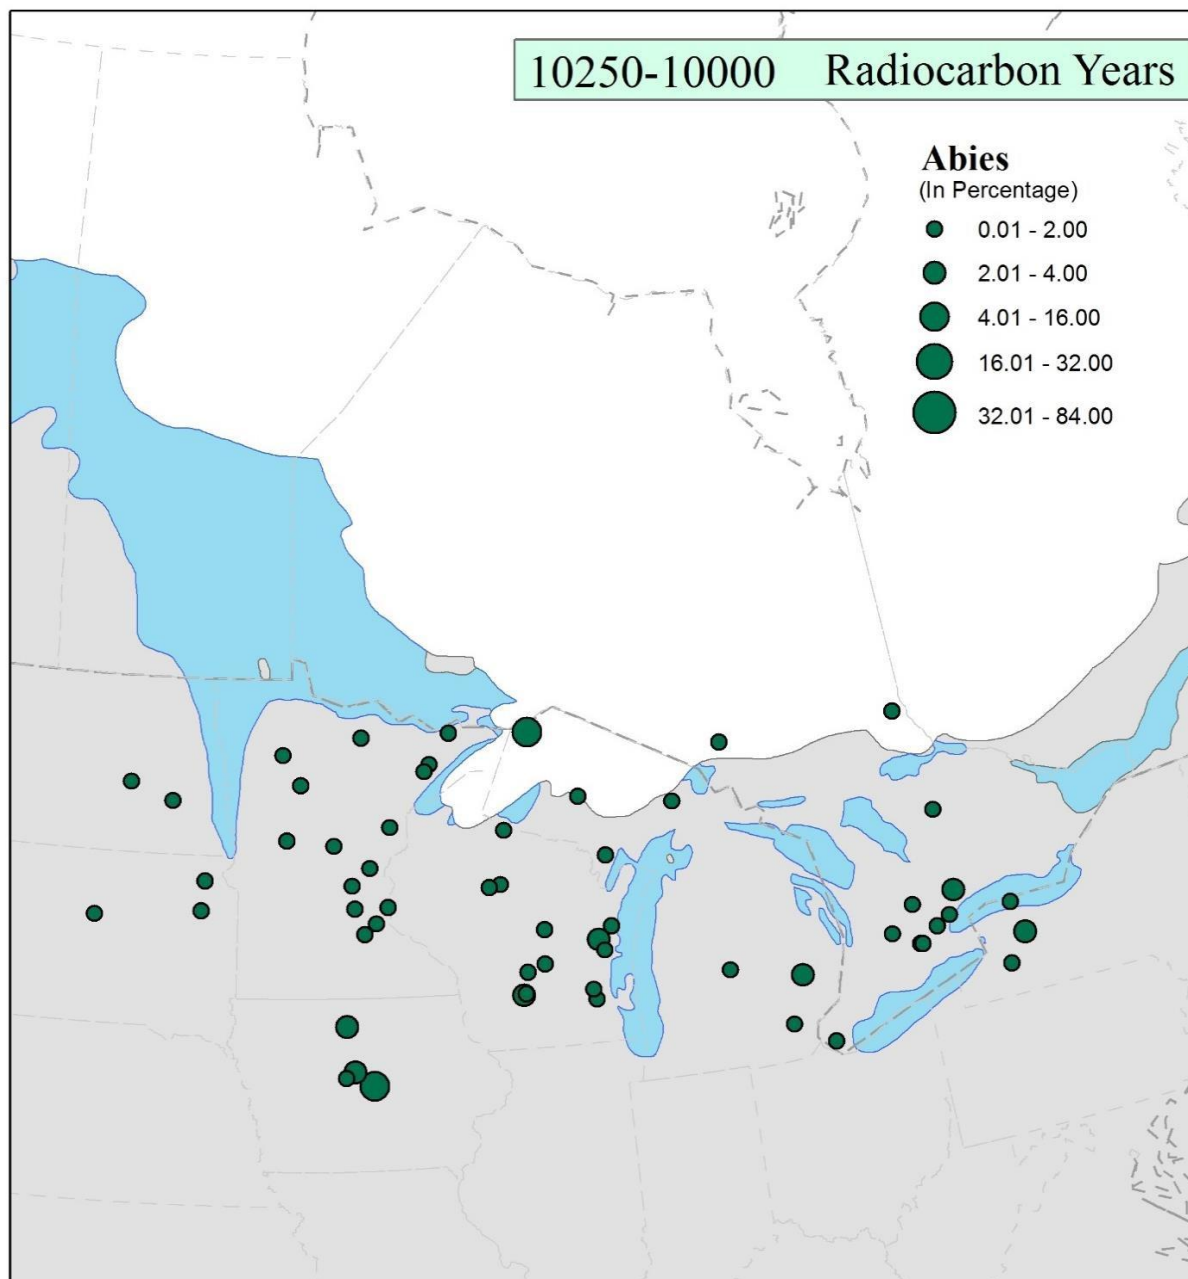 10250-10000 Radiocarbon Years
Abies
(In Percentage)
0.01 - 2.00
2.01 - 4.00
4.01 - 16.00
16.01 - 32.00
32.01 - 84.00